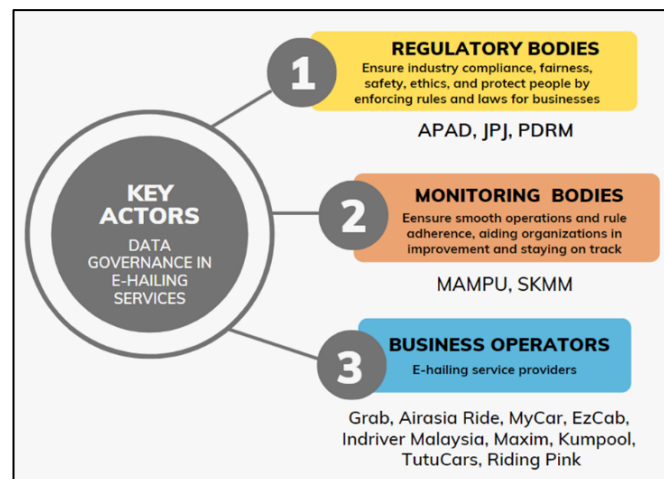 KEY
ACTORS
DATA
GOVERNANCE IN
E-HAILING
SERVICES
1
REGULATORY BODIES
Ensure industry compliance, fairness,
safety, ethics, and protect people by
enforcing rules and laws for businesses
APAD, JPJ, PDRM
2
MONITORING BODIES
Eensure smooth operations and rule
adherence, aiding organizations in
improvement and staying on track
MAMPU, SKMM
3
BUSINESS OPERATORS
E-hailing service providers
Grab, Airasia Ride, MyCar, EzCab,
Indriver Malaysia, Maxim, Kumpool,
TutuCars, Riding Pink